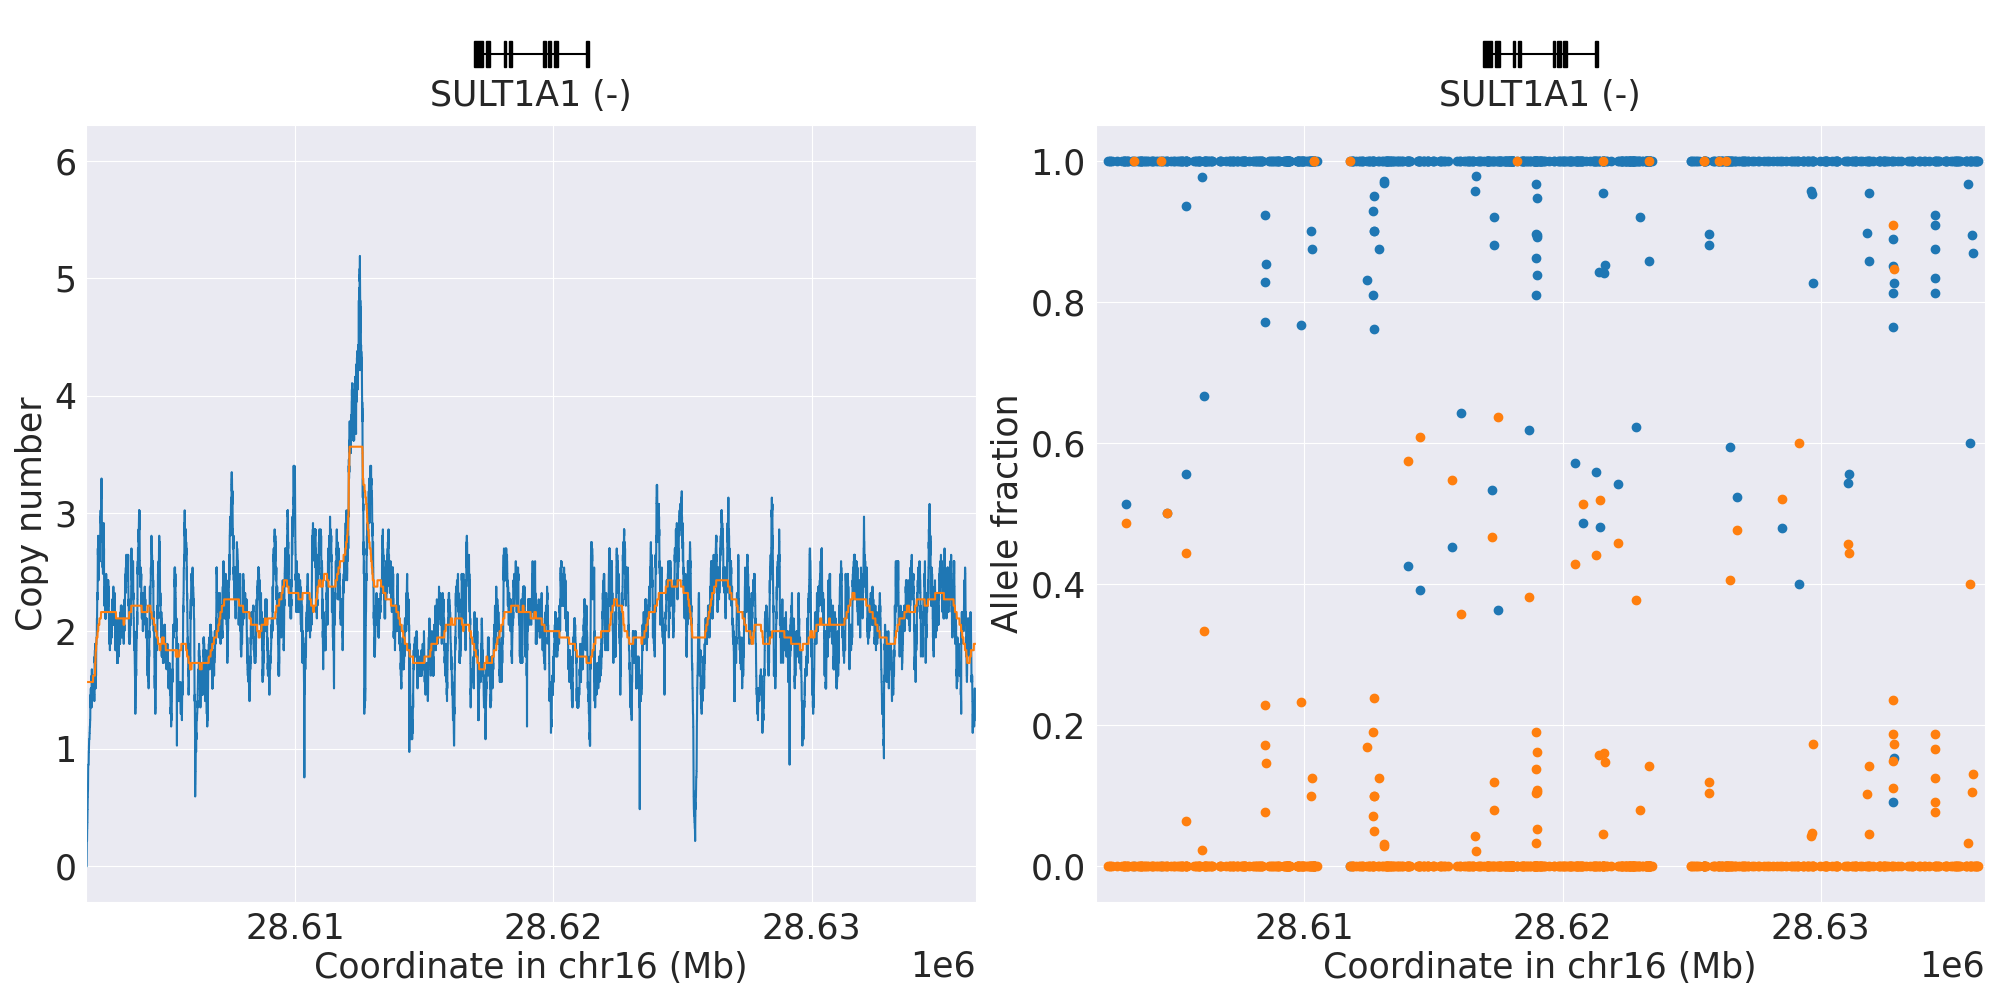 SULT1A1 (-)
6
5
4
3
2
1
0
Copy number
28.61
28.62
28.63
Coordinate in chr16 (Mb)
1e6
SULT1A1 (-)
1.0
0.8
0.6
0.4
0.2
0.0
Allele fraction
28.61
28.62
28.63
Coordinate in chr16 (Mb)
1e6